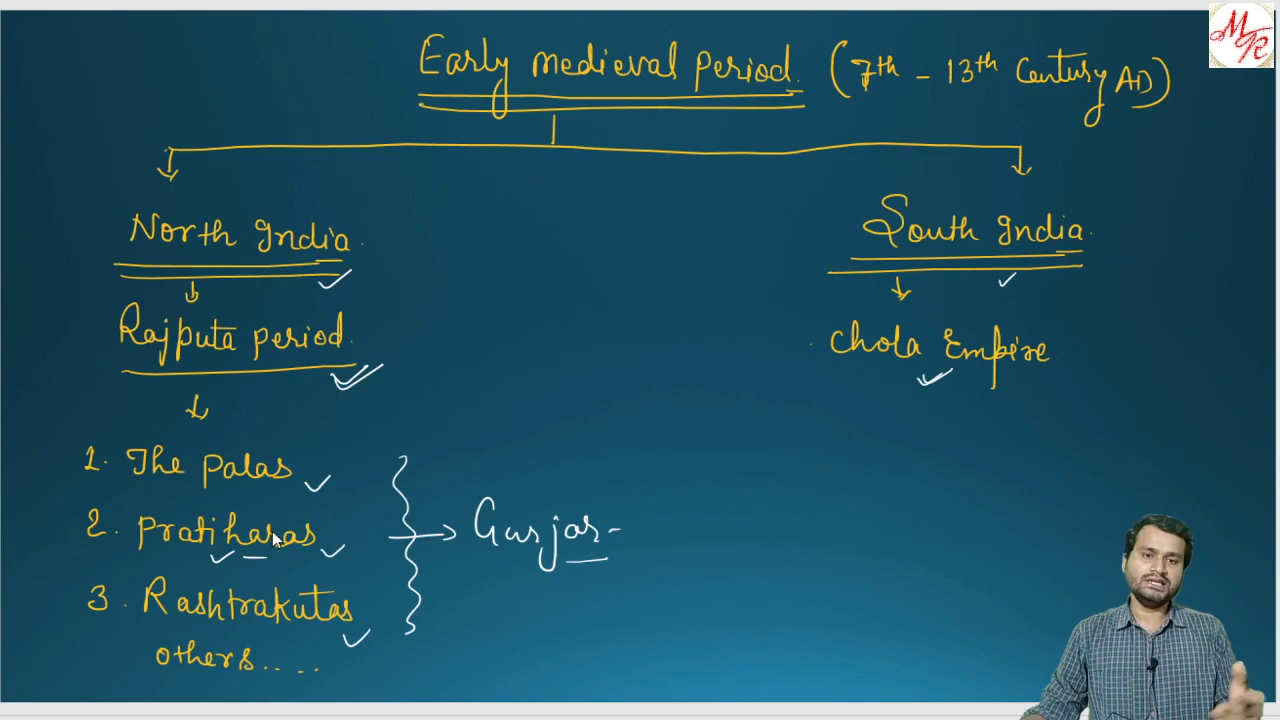 MR
Early medieval period. (7th - 13th Century AD)
North India
South India
Rajputa period
Chola Empire
1. The Palas
2. Pratiharas
Gurjar-
3. Rashtrakutas
others.. ..